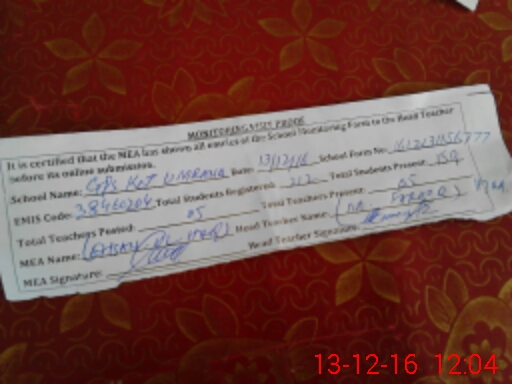 MONITORING VISIT PROOF
It is certified that the MEA has shown all entries of the School Monitoring Form to the Head Teacher
before its online submission.
School Name: GPS Kot Umrana Date: 13/12/16 School Form No:
EMIS Code: 38460204 Total Students Registered: 212 Total Students Present: 159
Total Teachers Posted: 05 Total Teachers Present: 05
MEA Name: Head Teacher Name:
MEA Signature: Head Teacher Signature:
13-12-16 12:04